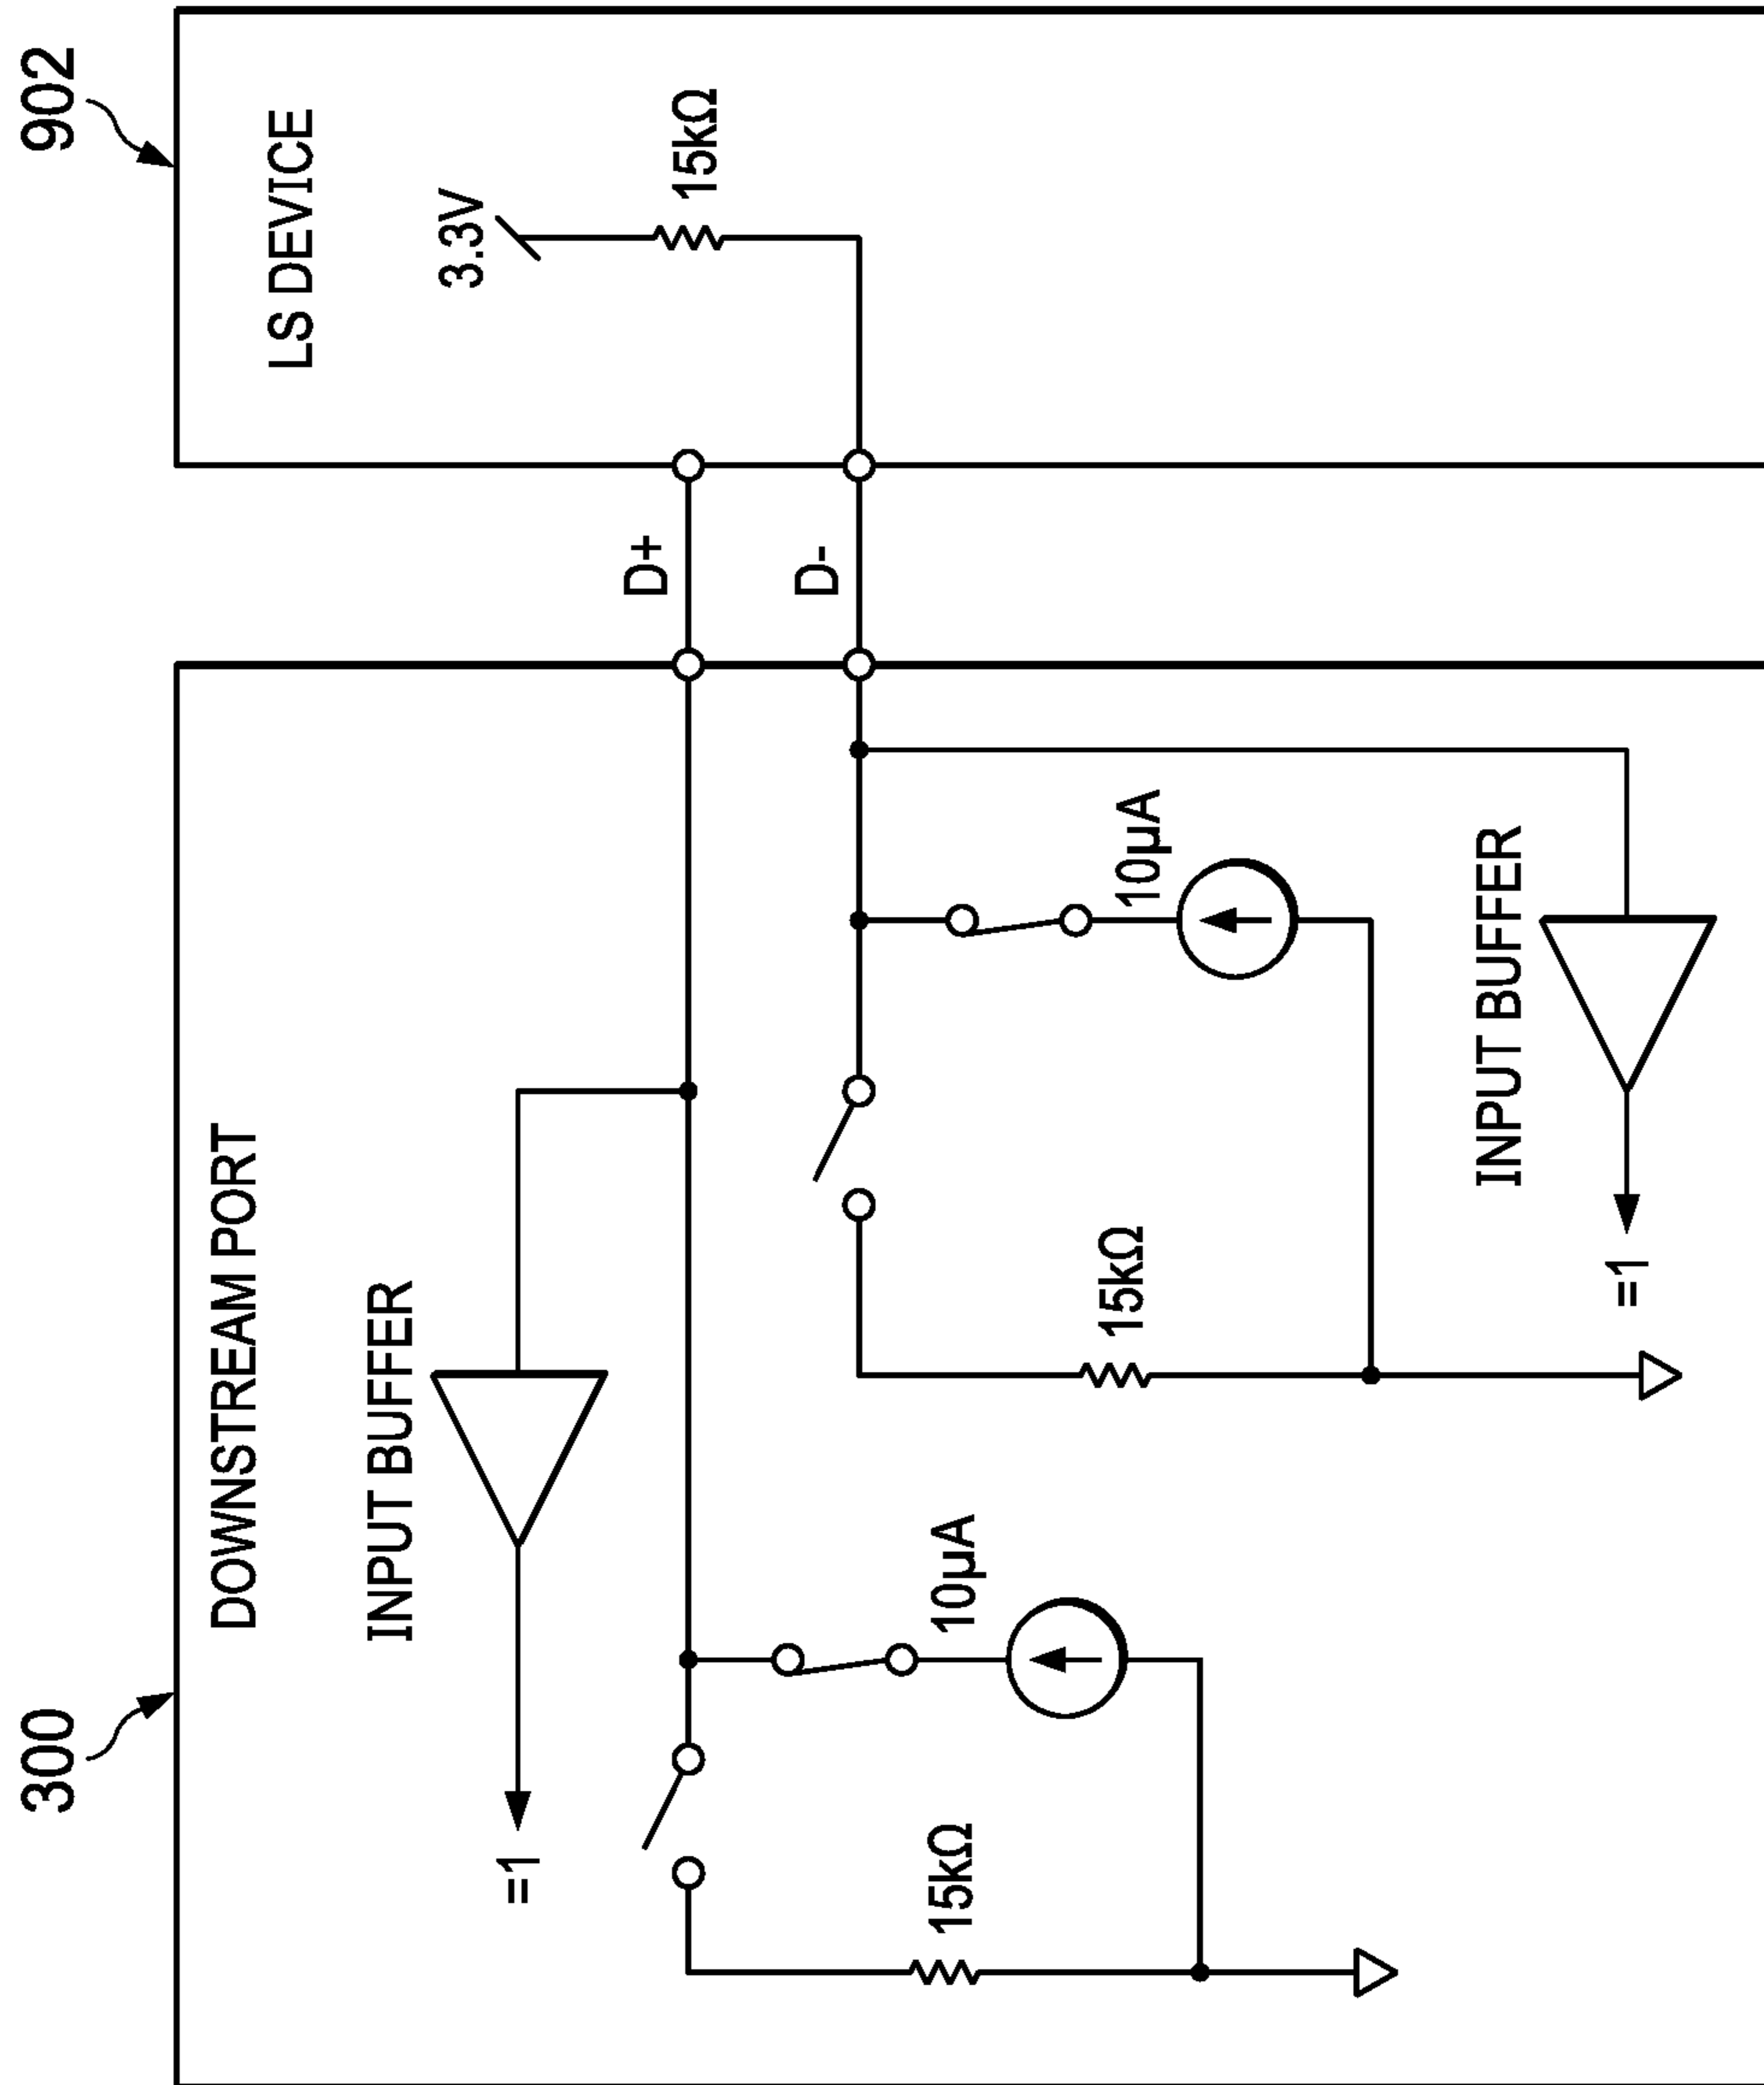 300
902
DOWNSTREAM PORT
LS DEVICE
INPUT BUFFER
3.3V
=1
D+
15kΩ
D-
15kΩ
10µA
15kΩ
10µA
INPUT BUFFER
=1